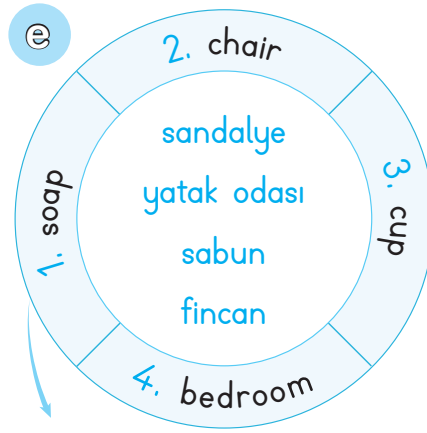 e
1. soap
2. chair
3. cup
4. bedroom
sandalye
yatak odası
sabun
fincan